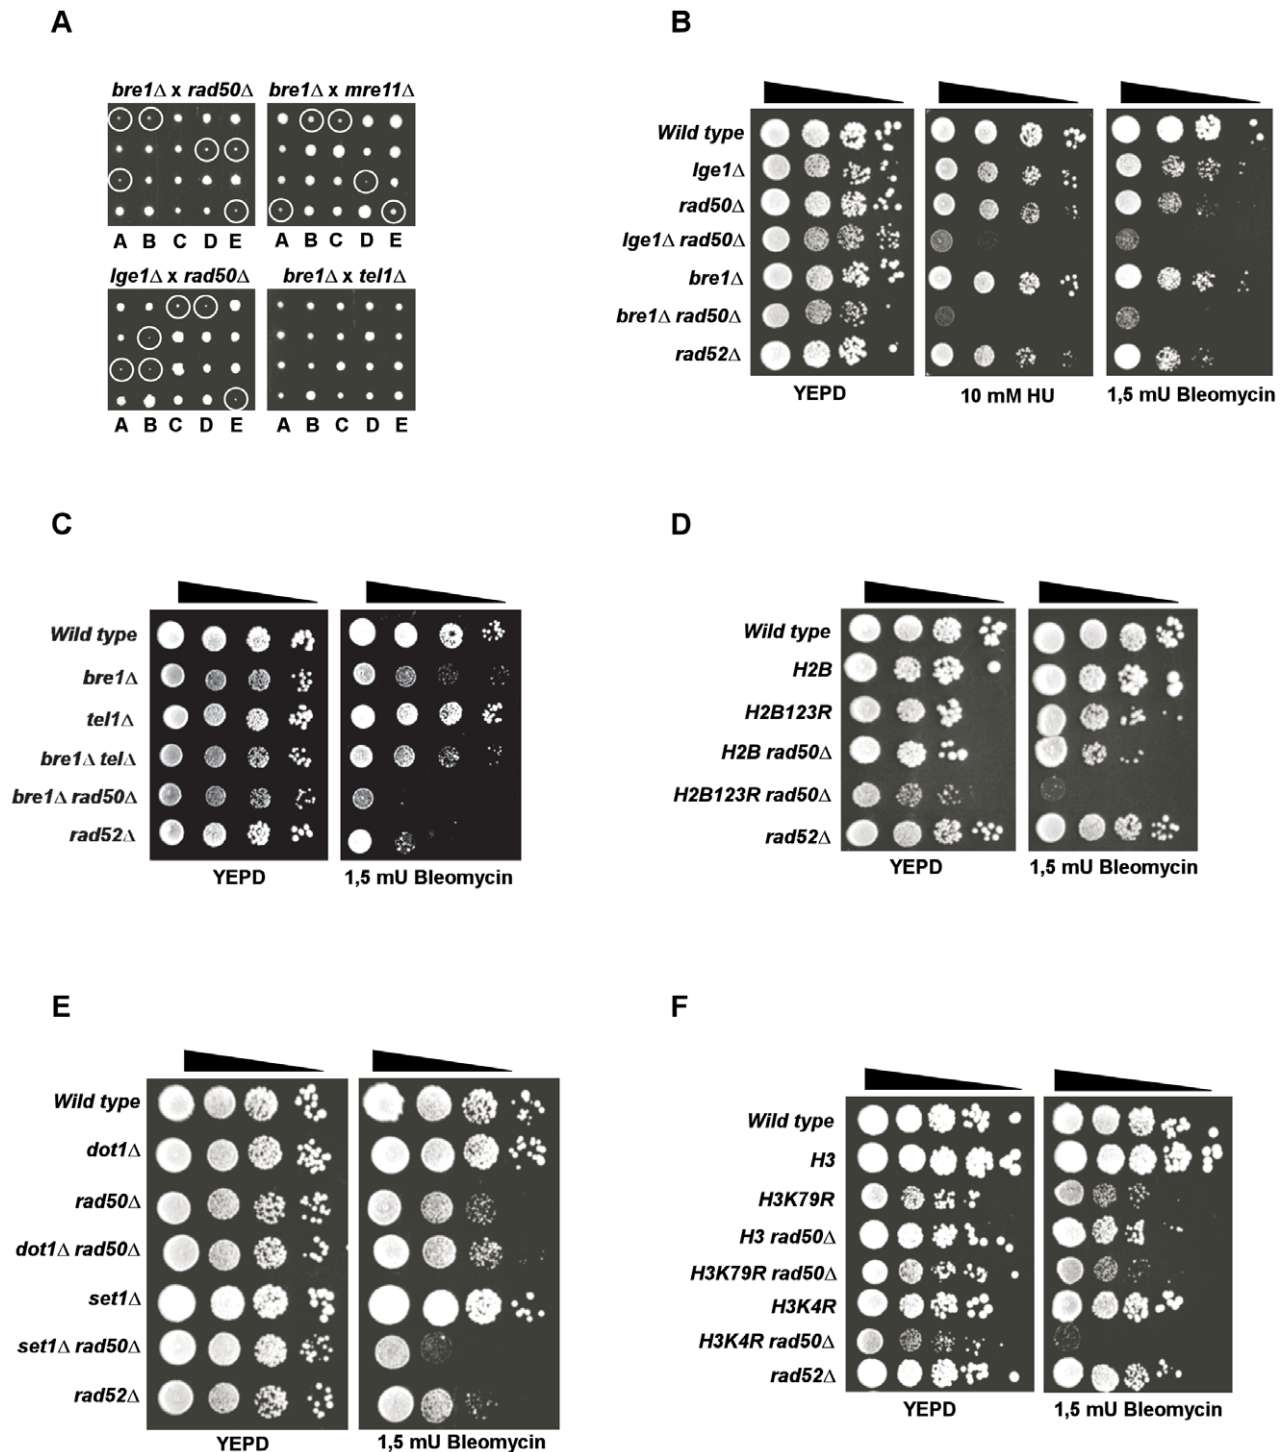 A
bre1Δ x rad50Δ
bre1Δ x mre11Δ
A B C D E
A B C D E
lge1Δ x rad50Δ
bre1Δ x tel1Δ
A B C D E
A B C D E
B
Wild type
lge1Δ
rad50Δ
lge1Δ rad50Δ
bre1Δ
bre1Δ rad50Δ
rad52Δ
YEPD
10 mM HU
1,5 mU Bleomycin
C
Wild type
bre1Δ
tel1Δ
bre1Δ telΔ
bre1Δ rad50Δ
rad52Δ
YEPD
1,5 mU Bleomycin
D
Wild type
H2B
H2B123R
H2B rad50Δ
H2B123R rad50Δ
rad52Δ
YEPD
1,5 mU Bleomycin
E
Wild type
dot1Δ
rad50Δ
dot1Δ rad50Δ
set1Δ
set1Δ rad50Δ
rad52Δ
YEPD
1,5 mU Bleomycin
F
Wild type
H3
H3K79R
H3 rad50Δ
H3K79R rad50Δ
H3K4R
H3K4R rad50Δ
rad52Δ
YEPD
1,5 mU Bleomycin